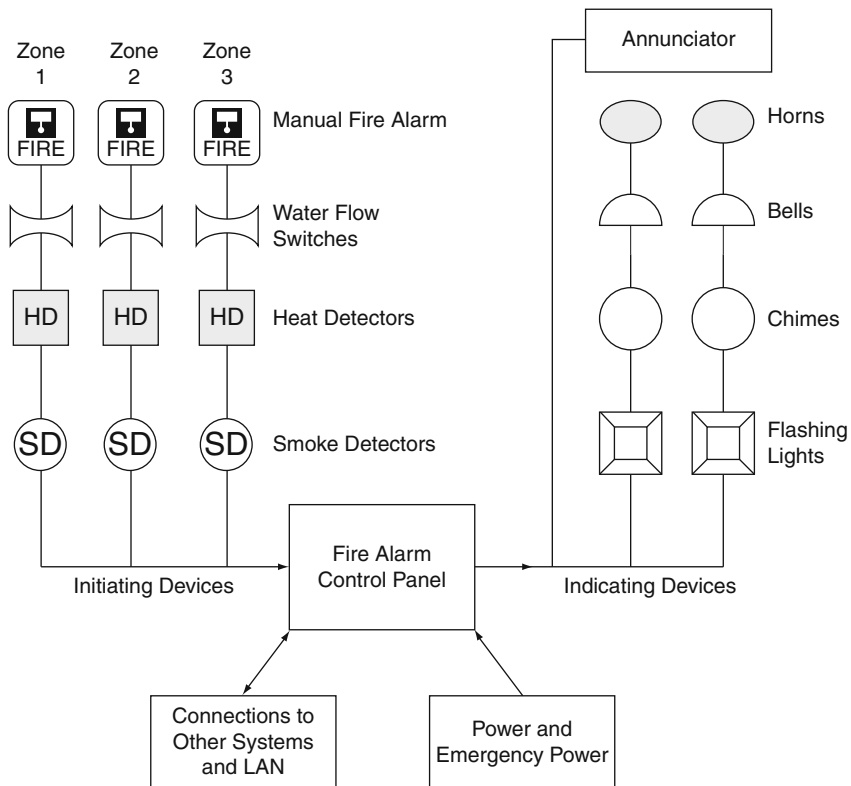 Zone
1
Zone
2
Zone
3
FIRE
FIRE
FIRE
Manual Fire Alarm
Water Flow
Switches
HD
HD
HD
Heat Detectors
SD
SD
SD
Smoke Detectors
Initiating Devices
Fire Alarm
Control Panel
Annunciator
Horns
Bells
Chimes
Flashing
Lights
Indicating Devices
Connections to
Other Systems
and LAN
Power and
Emergency Power